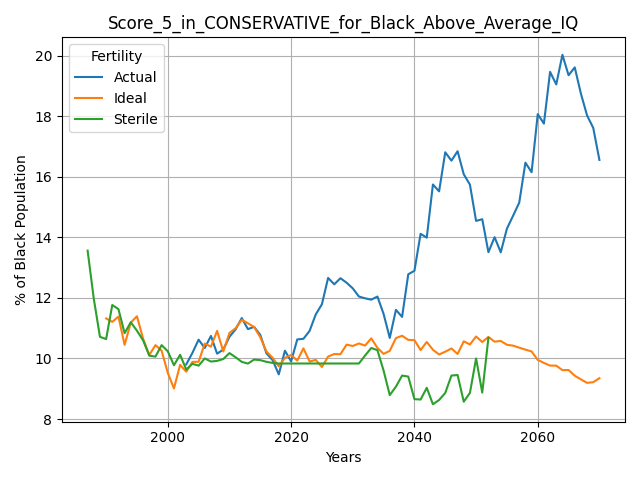 Score_5_in_CONSERVATIVE_for_Black_Above_Average_IQ
Fertility
Actual
Ideal
Sterile
% of Black Population
20
18
16
14
12
10
8
2000
2020
2040
2060
Years